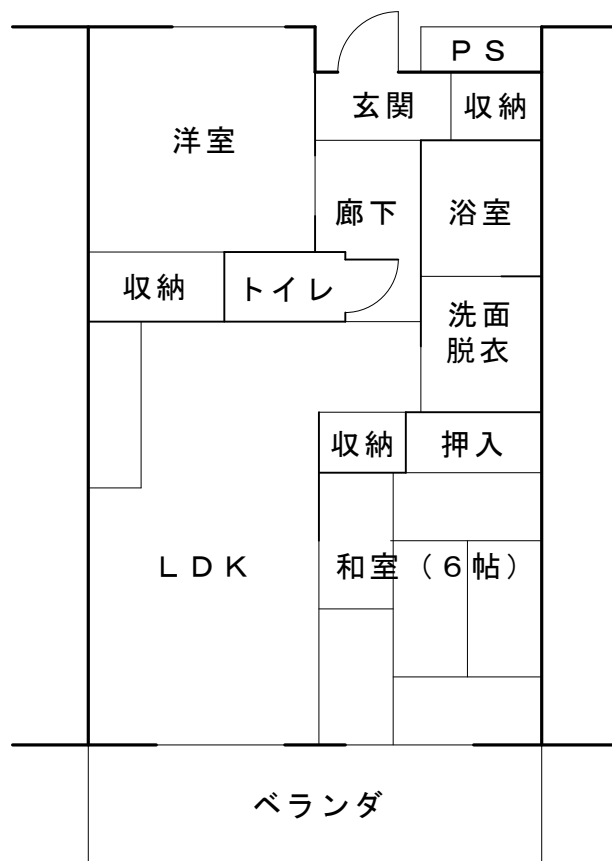 ＰＳ
玄関
収納
洋室
廊下
浴室
収納
トイレ
洗面
脱衣
収納
押入
ＬＤＫ
和室（６帖）
ベランダ